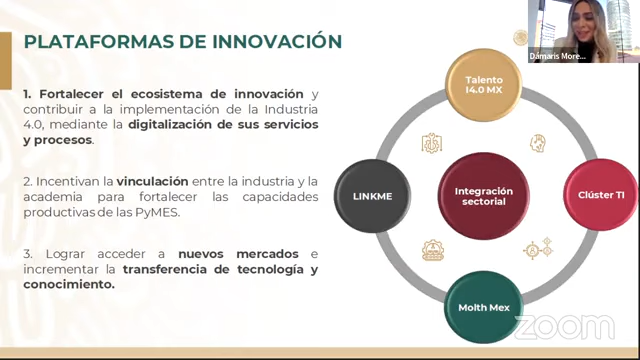 PLATAFORMAS DE INNOVACIÓN
1. Fortalecer el ecosistema de innovación y
contribuir a la implementación de la Industria
4.0, mediante la digitalización de sus servicios
y procesos.
2. Incentivan la vinculación entre la industria y la
academia para fortalecer las capacidades
productivas de las PyMES.
3. Lograr acceder a nuevos mercados e
incrementar la transferencia de tecnología y
conocimiento.
Talento
I4.0 MX
LINKME
Integración
sectorial
Clúster TI
Molth Mex
Dámaris More...
zoom